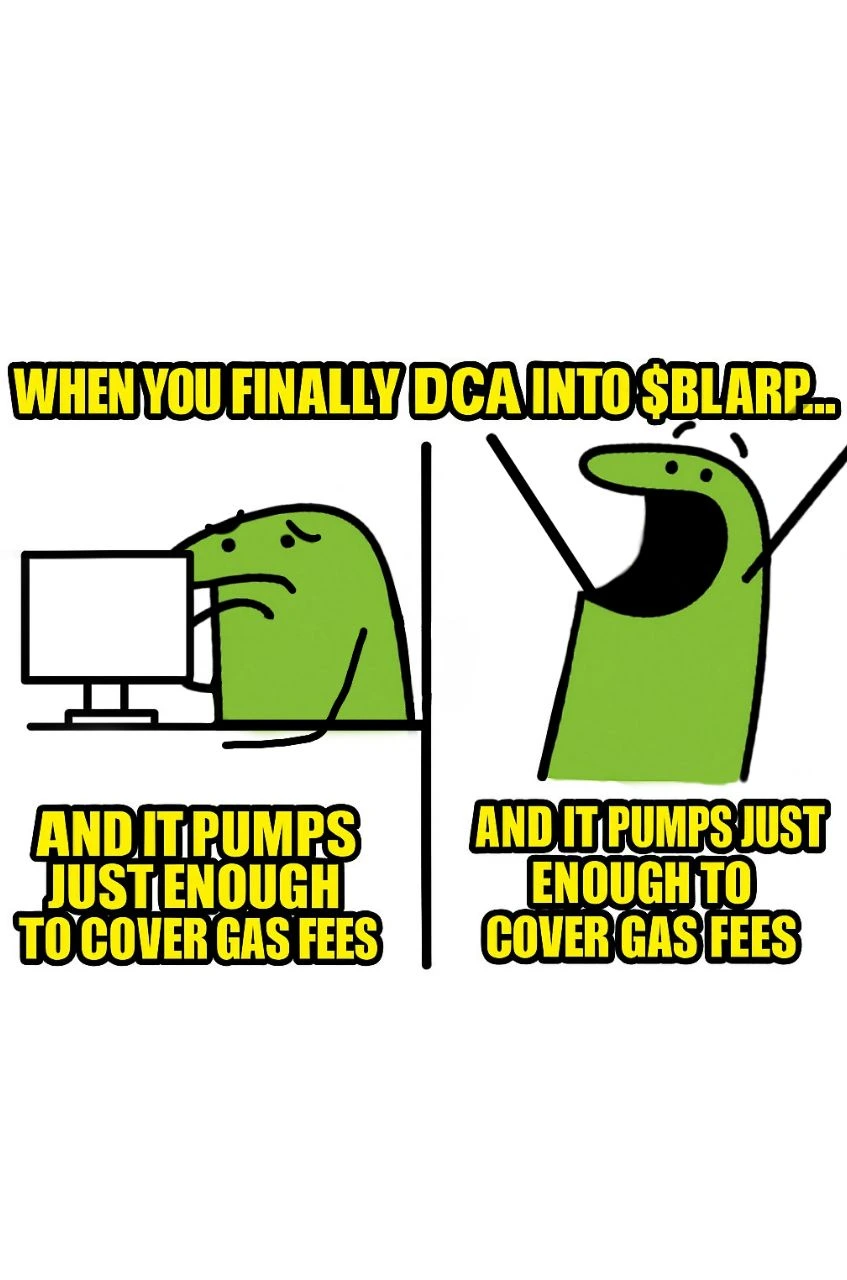 WHEN YOU FINALLY DCA INTO $BLARP...
AND IT PUMPS
JUST ENOUGH
TO COVER GAS FEES
AND IT PUMPS JUST
ENOUGH TO
COVER GAS FEES